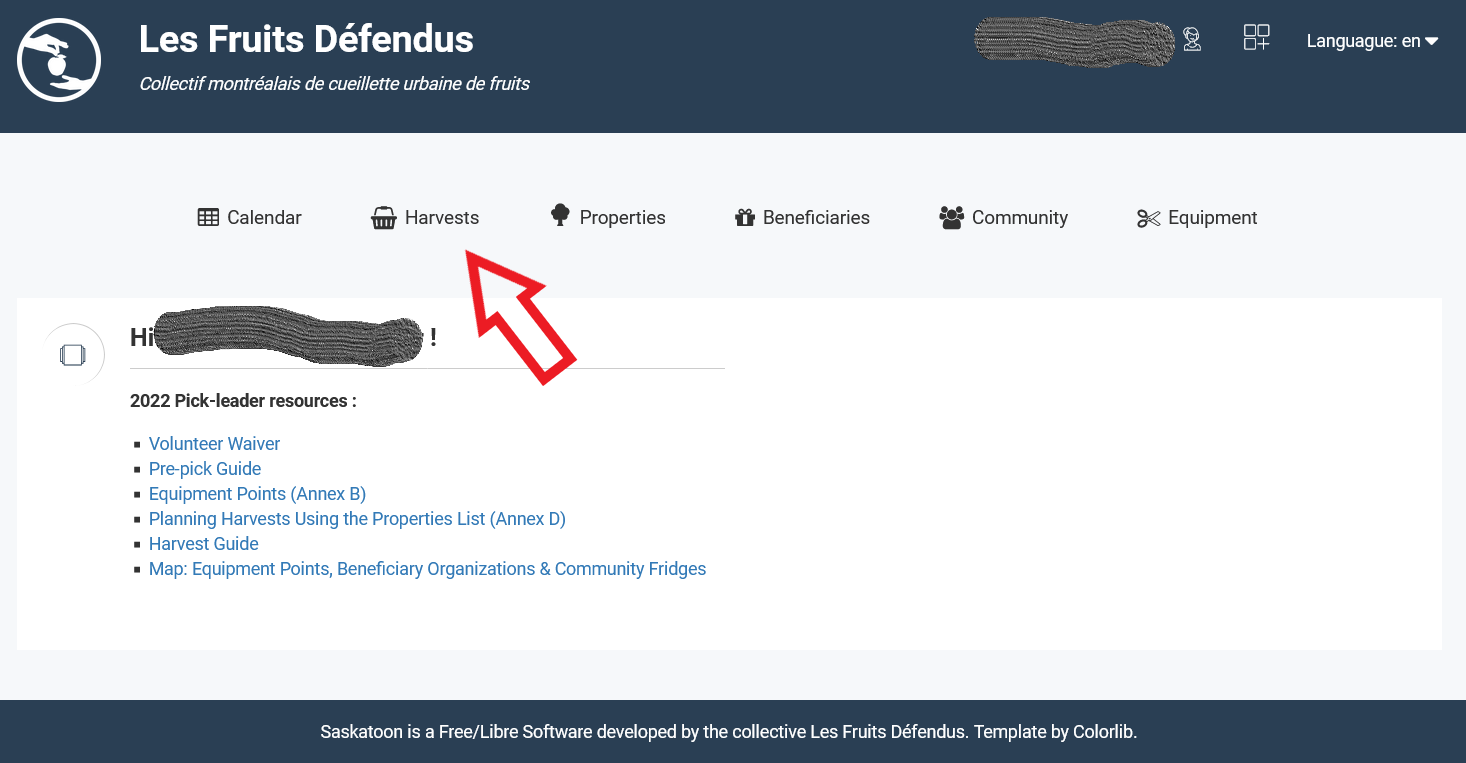 Les Fruits Défendus
Collectif montréalais de cueillette urbaine de fruits
Languague: en
Calendar
Harvests
Properties
Beneficiaries
Community
Equipment
Hi !
2022 Pick-leader resources :
Volunteer Waiver
Pre-pick Guide
Equipment Points (Annex B)
Planning Harvests Using the Properties List (Annex D)
Harvest Guide
Map: Equipment Points, Beneficiary Organizations & Community Fridges
Saskatoon is a Free/Libre Software developed by the collective Les Fruits Défendus. Template by Colorlib.